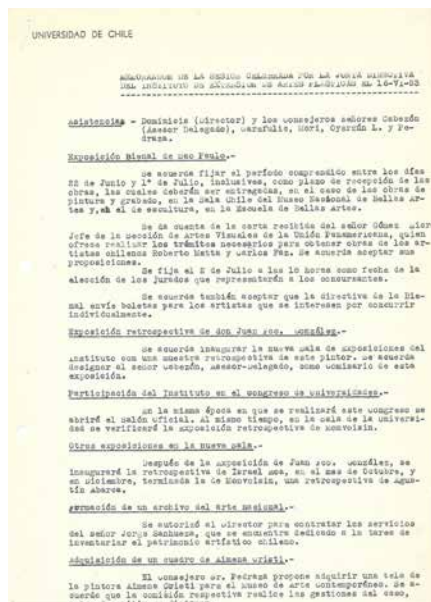 UNIVERSIDAD DE CHILE
MEMORANDUM DE LA SESION CELEBRADA POR LA JUNTA DIRECTIVA
DEL INSTITUTO DE EXTENSION DE ARTES PLASTICAS EL 16-VI-53
Asistencias - Dominicis (Director) y los Consejeros señores Cabezón
(Asesor Delegado), Garafulic, Mori, Oyarzún L. y Pe-
draza.
Exposición Bienal de Sao Paulo.-
Se acuerda fijar el período comprendido entre los días
22 de Junio y 1º de Julio, inclusives, como plazo de recepción de las
obras, las cuales deberán ser entregadas, en el caso de las obras de
pintura y grabado, en la Sala Chile del Museo Nacional de Bellas Ar-
tes y, en el de escultura, en la Escuela de Bellas Artes.
Se da cuenta de la carta recibida del señor Gómez
Jefe de la Sección de Artes Visuales de la Unión Panamericana, quien
ofrece realizar los trámites necesarios para obtener obras de los ar-
tistas chilenos Roberto Matta y Carlos Faz. Se acuerda aceptar sus
proposiciones.
Se fija el 2 de Julio a las 18 horas como fecha de la
elección de los Jurados que representarán a los concursantes.
Se acuerda también aceptar que la directiva de la Bie-
nal envíe boletas para los artistas que se interesen por concurrir
individualmente.
Exposición retrospectiva de don Juan Fco. González.-
Se acuerda inaugurar la nueva Sala de Exposiciones del
Instituto con una muestra retrospectiva de este pintor. Se acuerda
designar al señor Cabezón, Asesor-Delegado, como Comisario de esta
exposición.
Participación del Instituto en el Congreso de Universidades.-
En la misma época en que se realizará este Congreso se
abrirá el Salón Oficial. Al mismo tiempo, en la Sala de la Universi-
dad se verificará la exposición retrospectiva de Monvoisin.
Otras exposiciones en la nueva Sala.-
Después de la exposición de Juan Fco. González, se
inaugurará la retrospectiva de Israel Roa, en el mes de Octubre, y
en Diciembre, terminada la de Monvoisin, una retrospectiva de Agus-
tín Abarca.
Formación de un archivo del Arte Nacional.-
Se autorizó al Director para contratar los servicios
del señor Jorge Sanhueza, que se encuentra dedicado a la tarea de
inventariar el patrimonio artístico chileno.
Adquisición de un cuadro de Ximena Cristi.-
El Consejero Sr. Pedraza propone adquirir una tela de
la pintora Ximena Cristi para el Museo de Arte Contemporáneo. Se a-
cuerda que la comisión respectiva realice las gestiones del caso,